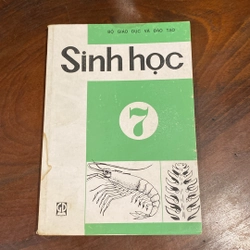 BỘ GIÁO DỤC VÀ ĐÀO TẠO
Sinh học
7